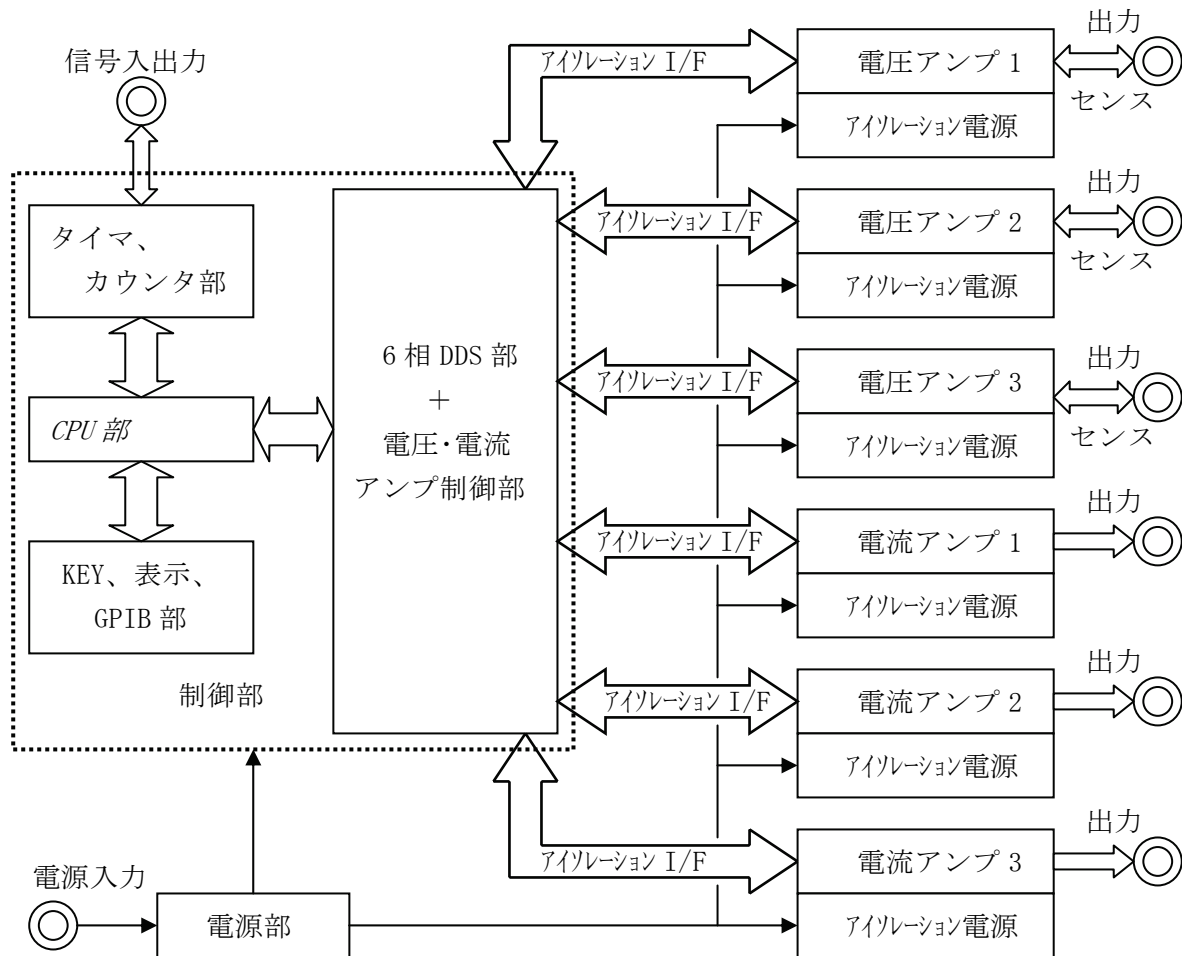 信号入出力
タイマ、
カウンタ部
CPU 部
KEY、表示、
GPIB 部
制御部
電源入力
電源部
6 相 DDS 部
＋
電圧・電流
アンプ制御部
ｱｲｿﾚｰｼｮﾝ I/F
電圧アンプ 1
ｱｲｿﾚｰｼｮﾝ電源
出力
センス
ｱｲｿﾚｰｼｮﾝ I/F
電圧アンプ 2
ｱｲｿﾚｰｼｮﾝ電源
出力
センス
ｱｲｿﾚｰｼｮﾝ I/F
電圧アンプ 3
ｱｲｿﾚｰｼｮﾝ電源
出力
センス
ｱｲｿﾚｰｼｮﾝ I/F
電流アンプ 1
ｱｲｿﾚｰｼｮﾝ電源
出力
ｱｲｿﾚｰｼｮﾝ I/F
電流アンプ 2
ｱｲｿﾚｰｼｮﾝ電源
出力
ｱｲｿﾚｰｼｮﾝ I/F
電流アンプ 3
ｱｲｿﾚｰｼｮﾝ電源
出力